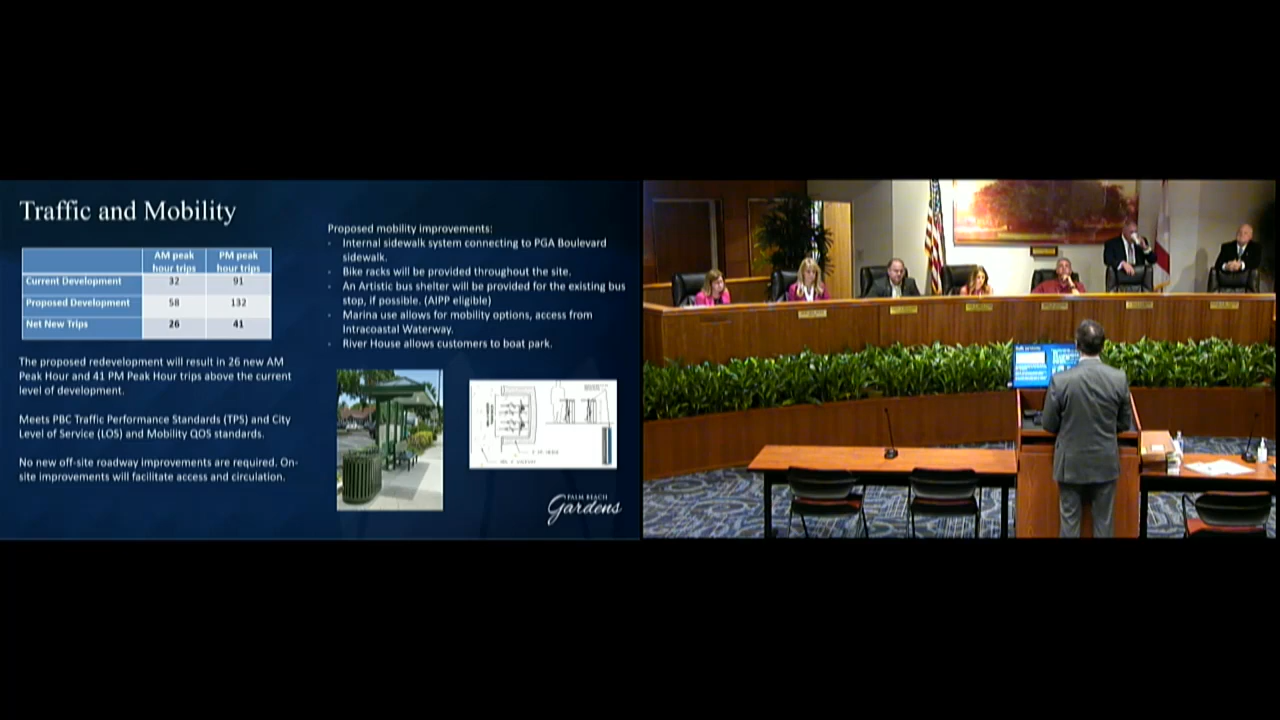 Traffic and Mobility
AM peak
hour trips
PM peak
hour trips
Current Development
32
91
Proposed Development
58
132
Net New Trips
26
41
The proposed redevelopment will result in 26 new AM
Peak Hour and 41 PM Peak Hour trips above the current
level of development.
Meets PBC Traffic Performance Standards (TPS) and City
Level of Service (LOS) and Mobility QOS standards.
No new off-site roadway improvements are required. On-
site improvements will facilitate access and circulation.
Proposed mobility improvements:
- Internal sidewalk system connecting to PGA Boulevard
sidewalk.
- Bike racks will be provided throughout the site.
- An Artistic bus shelter will be provided for the existing bus
stop, if possible. (AIPP eligible)
- Marina use allows for mobility options, access from
Intracoastal Waterway.
- River House allows customers to boat park.
PALM BEACH
Gardens